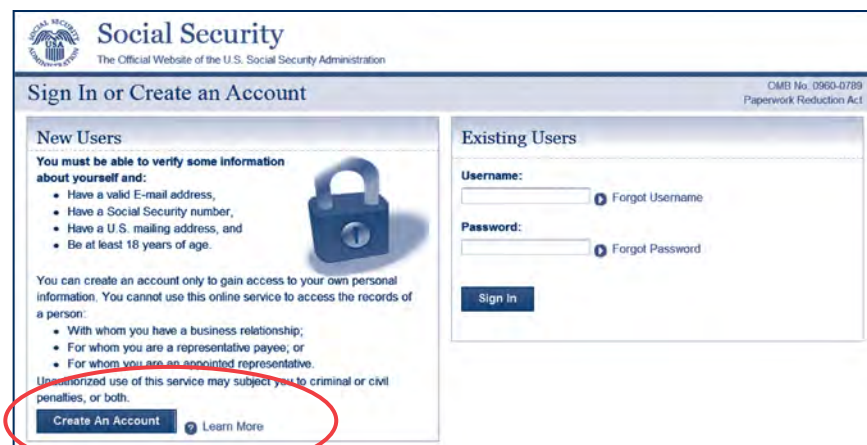 SOCIAL SECURITY ADMINISTRATION
USA
Social Security
The Official Website of the U.S. Social Security Administration
Sign In or Create an Account
OMB No. 0960-0789
Paperwork Reduction Act
New Users
You must be able to verify some information
about yourself and:
• Have a valid E-mail address,
• Have a Social Security number,
• Have a U.S. mailing address, and
• Be at least 18 years of age.
You can create an account only to gain access to your own personal
information. You cannot use this online service to access the records of
a person:
• With whom you have a business relationship;
• For whom you are a representative payee; or
• For whom you are an appointed representative.
Unauthorized use of this service may subject you to criminal or civil
penalties, or both.
Create An Account
? Learn More
Existing Users
Username:
Forgot Username
Password:
Forgot Password
Sign In